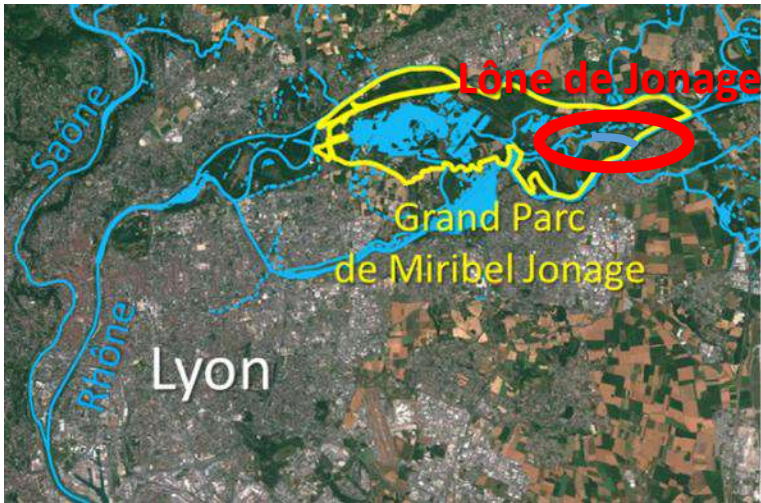 Lône de Jonage
Saône
Grand Parc
de Miribel Jonage
Rhône
Lyon